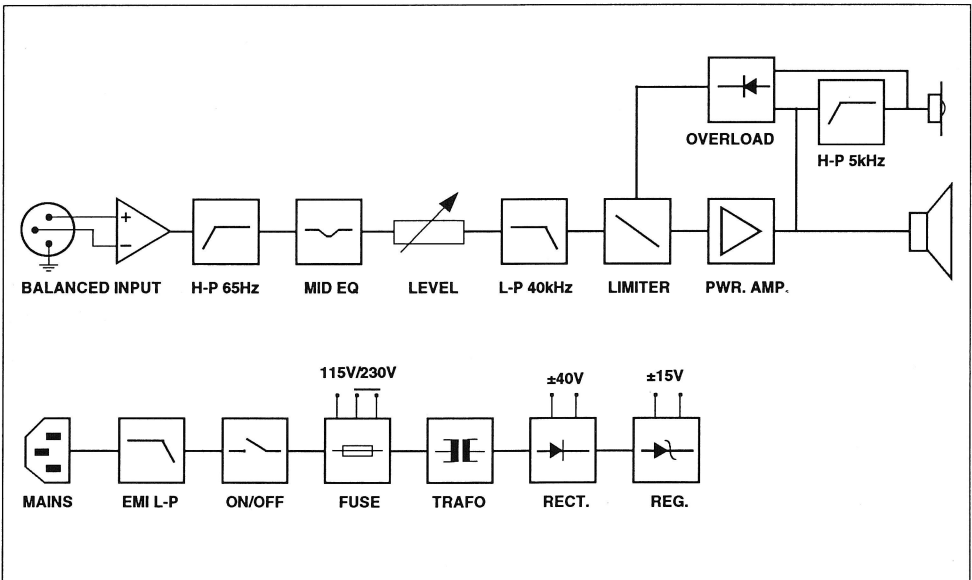 OVERLOAD
H-P 5kHz
+
−
BALANCED INPUT H-P 65Hz MID EQ LEVEL L-P 40kHz LIMITER PWR. AMP.
115V/230V ±40V ±15V
MAINS EMI L-P ON/OFF FUSE TRAFO RECT. REG.